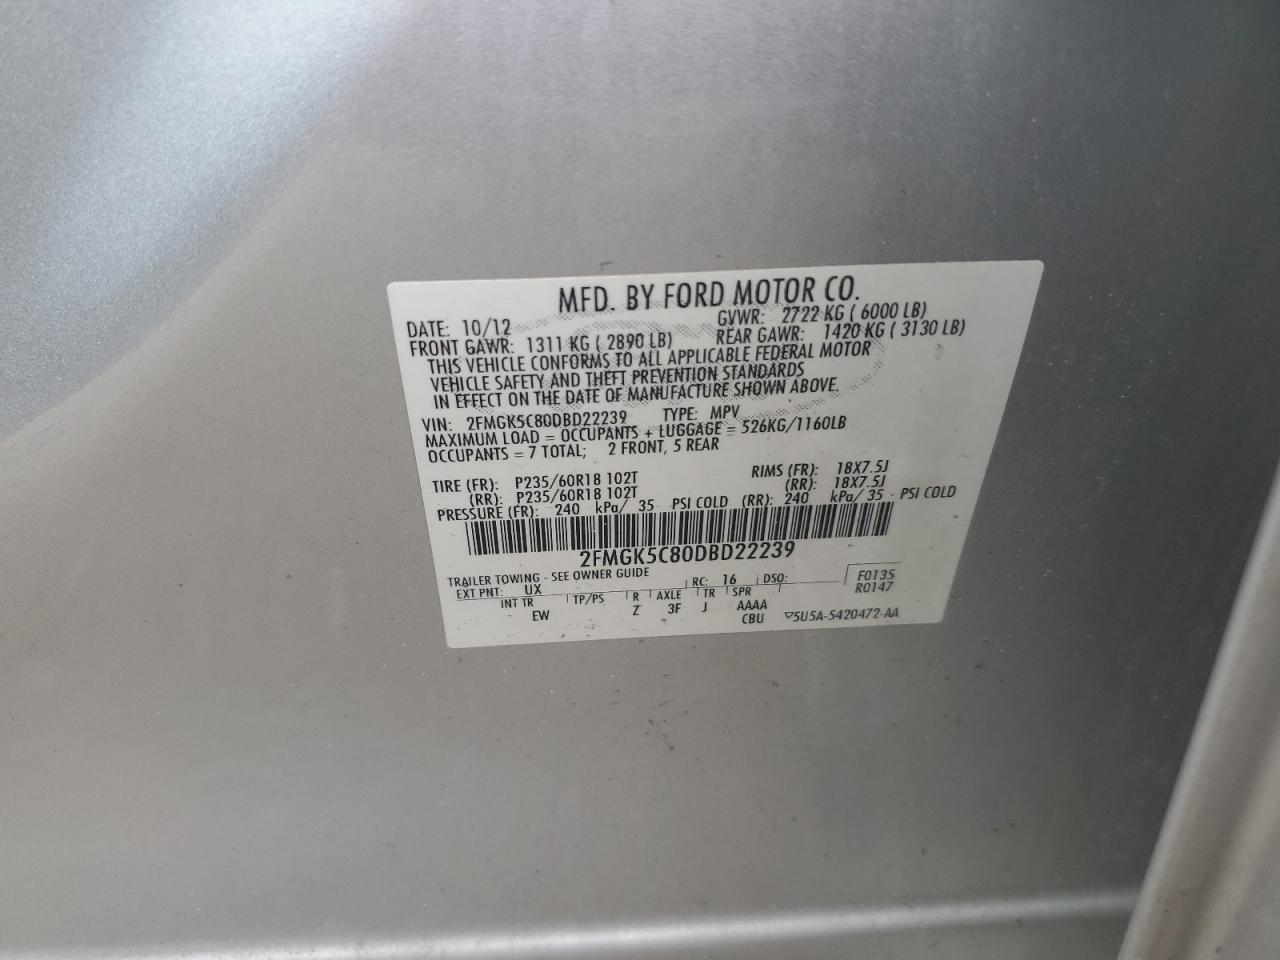 MFD. BY FORD MOTOR CO.
DATE: 10/12 GVWR: 2722 KG ( 6000 LB)
FRONT GAWR: 1311 KG ( 2890 LB) REAR GAWR: 1420 KG ( 3130 LB)
THIS VEHICLE CONFORMS TO ALL APPLICABLE FEDERAL MOTOR
VEHICLE SAFETY AND THEFT PREVENTION STANDARDS
IN EFFECT ON THE DATE OF MANUFACTURE SHOWN ABOVE.
VIN: 2FMGK5C80DBD22239 TYPE: MPV
MAXIMUM LOAD = OCCUPANTS + LUGGAGE = 526KG/1160LB
OCCUPANTS = 7 TOTAL; 2 FRONT, 5 REAR
TIRE (FR): P235/60R18 102T RIMS (FR): 18X7.5J
(RR): P235/60R18 102T (RR): 18X7.5J
PRESSURE (FR): 240 kPa/ 35 PSI COLD (RR): 240 kPa/ 35 PSI COLD
2FMGK5C80DBD22239
TRAILER TOWING - SEE OWNER GUIDE
EXT PNT: UX RC: 16 DSO: F0135
R0147
INT TR TP/PS R AXLE TR SPR
EW Z 3F J AAAA
CBU ▽5U5A-5420472-AA